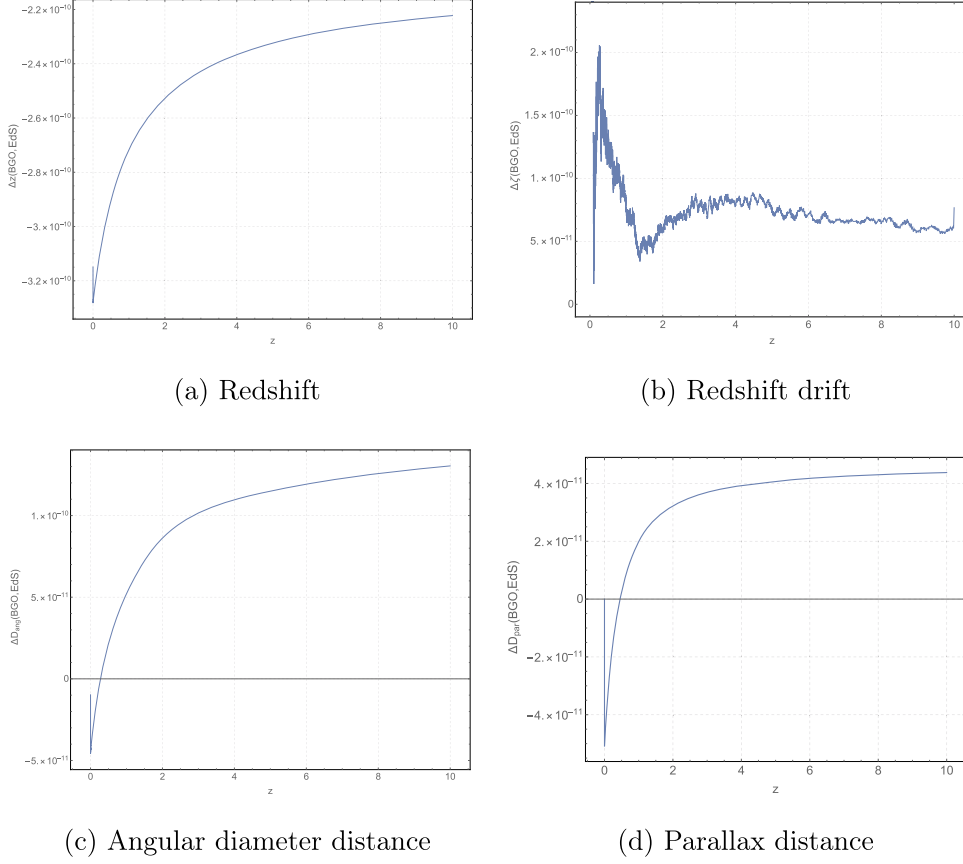 −2.2×10⁻¹⁰
−2.4×10⁻¹⁰
−2.6×10⁻¹⁰
−2.8×10⁻¹⁰
−3.×10⁻¹⁰
−3.2×10⁻¹⁰
Δz(BGO,EdS)
0 2 4 6 8 10
z
(a) Redshift
2.×10⁻¹⁰
1.5×10⁻¹⁰
1.×10⁻¹⁰
5.×10⁻¹¹
0
Δζ(BGO,EdS)
0 2 4 6 8 10
z
(b) Redshift drift
1.×10⁻¹⁰
5.×10⁻¹¹
0
−5.×10⁻¹¹
ΔD_ang(BGO,EdS)
0 2 4 6 8 10
z
(c) Angular diameter distance
4.×10⁻¹¹
2.×10⁻¹¹
0
−2.×10⁻¹¹
−4.×10⁻¹¹
ΔD_par(BGO,EdS)
0 2 4 6 8 10
z
(d) Parallax distance